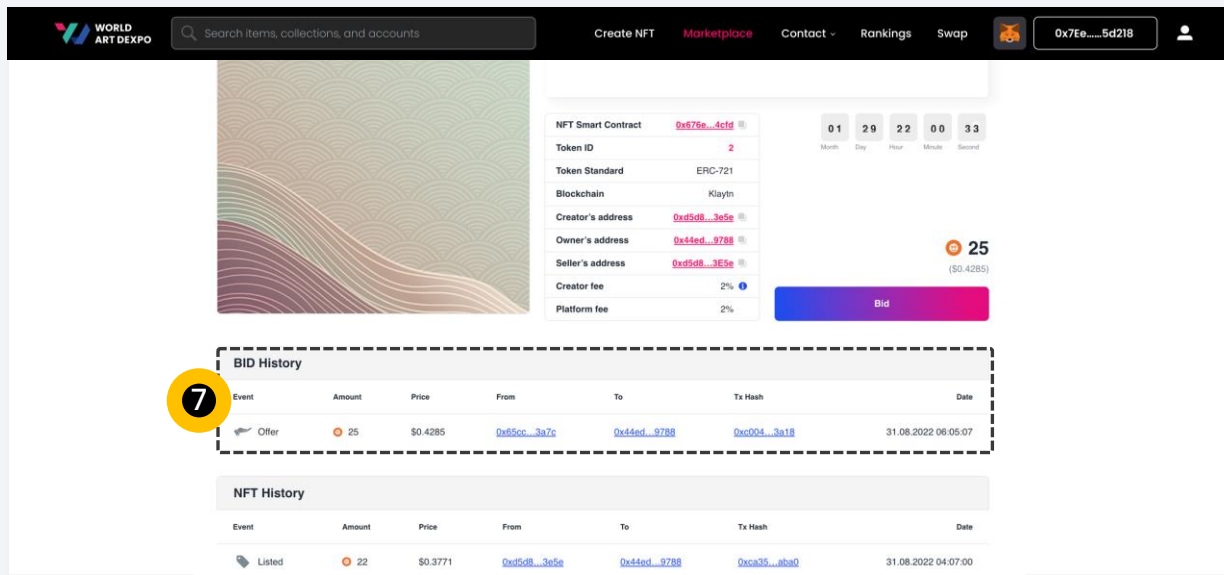 WORLD
ART DEXPO
Search items, collections, and accounts
Create NFT Marketplace Contact Rankings Swap 0x7Ee......5d218
NFT Smart Contract 0x676e...4cfd
Token ID 2
Token Standard ERC-721
Blockchain Klaytn
Creator's address 0xd5d8...3e5e
Owner's address 0x44ed...9788
Seller's address 0xd5d8...3E5e
Creator fee 2%
Platform fee 2%
01 29 22 00 33
Month Day Hour Minute Second
25
($0.4285)
Bid
7
BID History
Event Amount Price From To Tx Hash Date
Offer 25 $0.4285 0x65cc...3a7c 0x44ed...9788 0xc004...3a18 31.08.2022 06:05:07
NFT History
Event Amount Price From To Tx Hash Date
Listed 22 $0.3771 0xd5d8...3e5e 0x44ed...9788 0xca35...aba0 31.08.2022 04:07:00